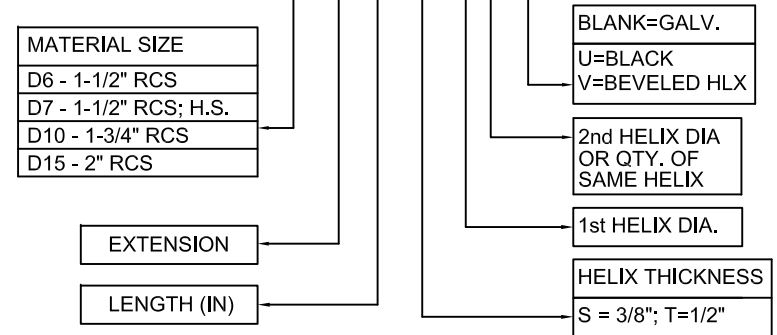 MATERIAL SIZE
D6 - 1-1/2" RCS
D7 - 1-1/2" RCS; H.S.
D10 - 1-3/4" RCS
D15 - 2" RCS
EXTENSION
LENGTH (IN)
BLANK=GALV.
U=BLACK
V=BEVELED HLX
2nd HELIX DIA
OR QTY. OF
SAME HELIX
1st HELIX DIA.
HELIX THICKNESS
S = 3/8"; T=1/2"